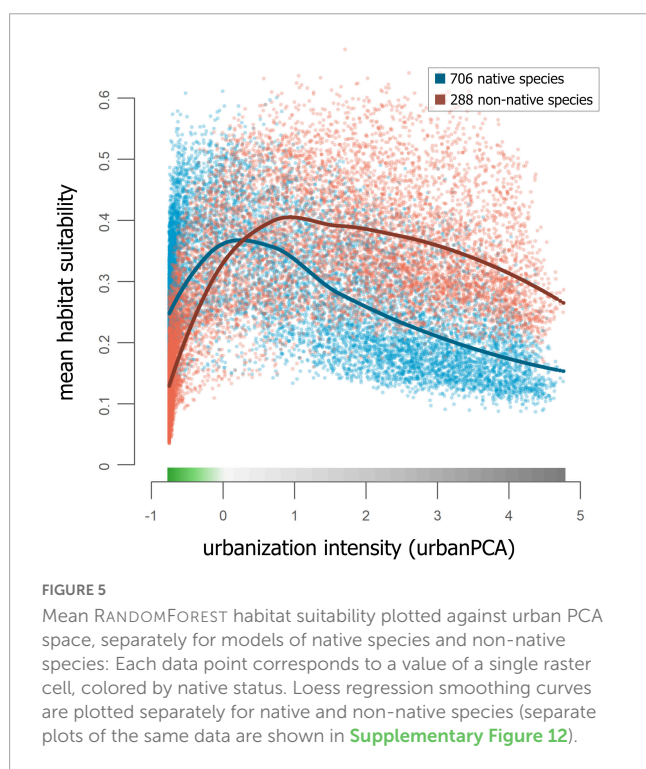 706 native species
288 non-native species
mean habitat suitability
0.6
0.5
0.4
0.3
0.2
0.1
0
-1 0 1 2 3 4 5
urbanization intensity (urbanPCA)
FIGURE 5
Mean RANDOMFOREST habitat suitability plotted against urban PCA
space, separately for models of native species and non-native
species: Each data point corresponds to a value of a single raster
cell, colored by native status. Loess regression smoothing curves
are plotted separately for native and non-native species (separate
plots of the same data are shown in Supplementary Figure 12).